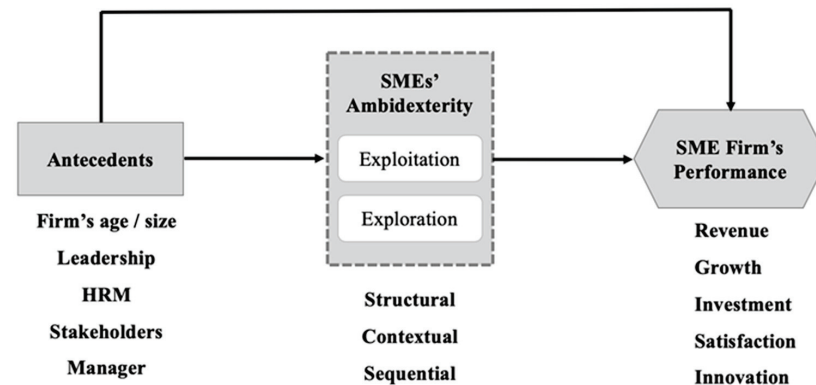 SMEs'
Ambidexterity
Antecedents
Exploitation
Exploration
SME Firm's
Performance
Firm's age / size
Leadership
HRM
Stakeholders
Manager
Structural
Contextual
Sequential
Revenue
Growth
Investment
Satisfaction
Innovation